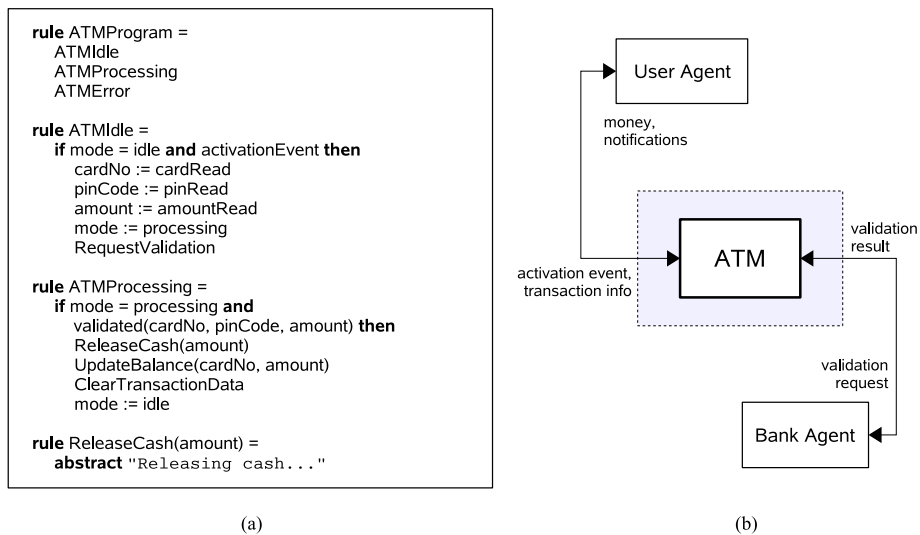 rule ATMProgram =
ATMIdle
ATMProcessing
ATMError
rule ATMIdle =
if mode = idle and activationEvent then
cardNo := cardRead
pinCode := pinRead
amount := amountRead
mode := processing
RequestValidation
rule ATMProcessing =
if mode = processing and
validated(cardNo, pinCode, amount) then
ReleaseCash(amount)
UpdateBalance(cardNo, amount)
ClearTransactionData
mode := idle
rule ReleaseCash(amount) =
abstract "Releasing cash..."
(a)
User Agent
money,
notifications
ATM
validation
result
activation event,
transaction info
validation
request
Bank Agent
(b)